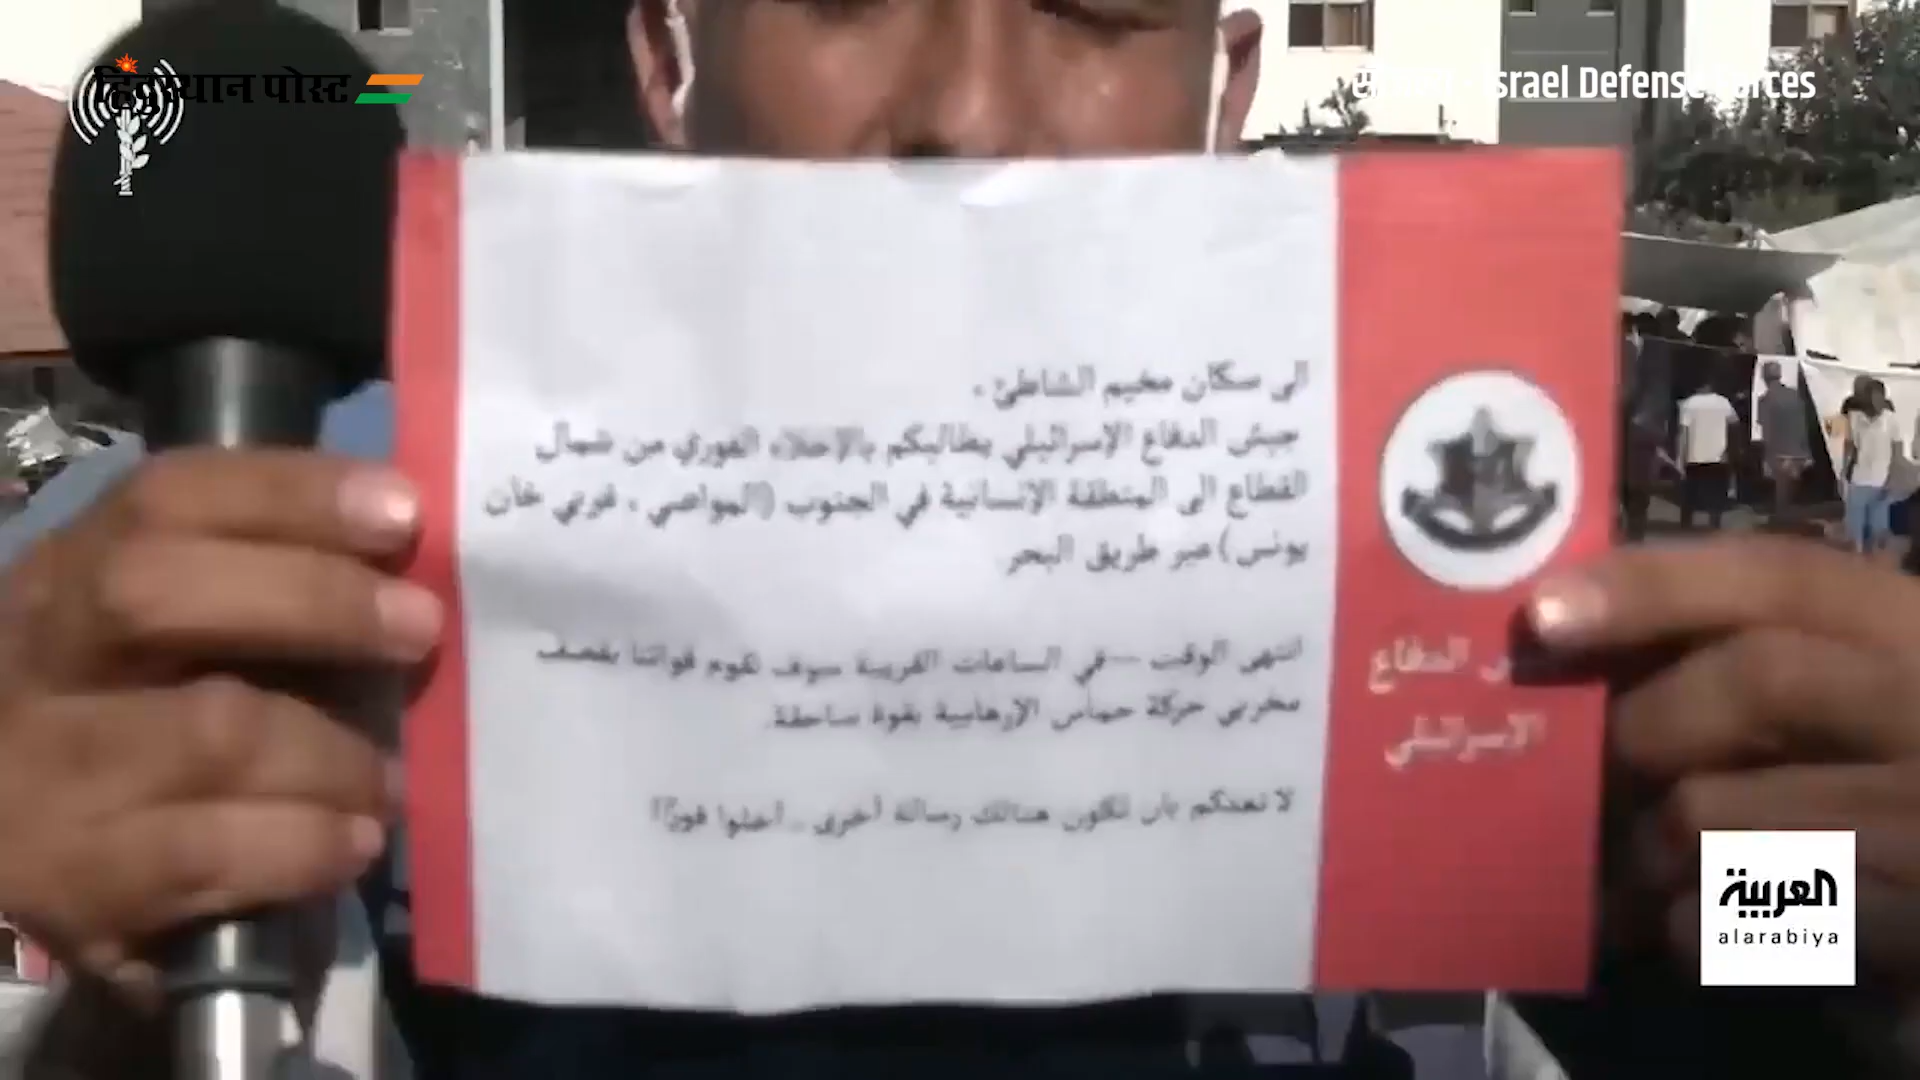 हिंदुस्थान पोस्ट
Israel Defense Forces
الى سكان مخيم الشاطئ .
جيش الدفاع الإسرائيلي يطالبكم بالإخلاء الفوري من شمال
القطاع الى المنطقة الإنسانية في الجنوب (المواصي ، غربي خان
يونس) عبر طريق البحر
انتهى الوقت — في الساعات القريبة سوف تقوم قواتنا بقصف
مخربي حركة حماس الإرهابية بقوة ساحقة.
لا نعدكم بأن تكون هنالك رسالة أخرى .. أخلوا فورًا!
الدفاع
الإسرائيلي
العربية
alarabiya